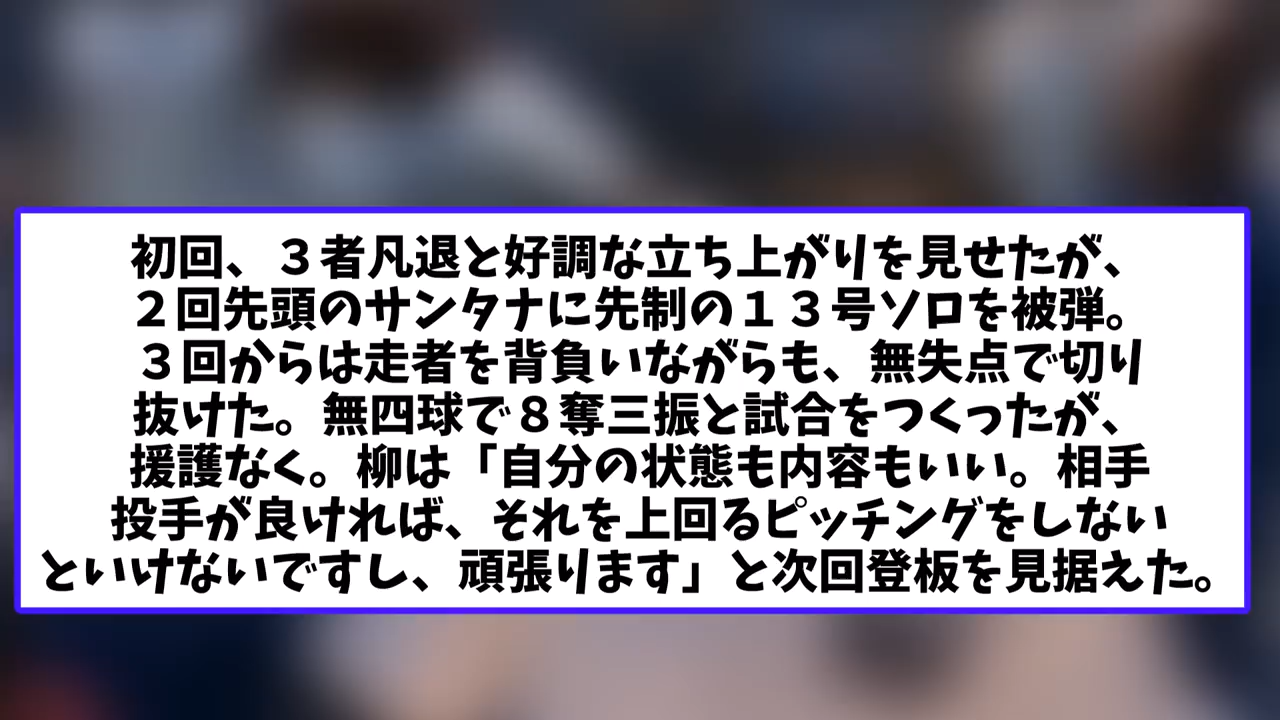 初回、３者凡退と好調な立ち上がりを見せたが、
２回先頭のサンタナに先制の１３号ソロを被弾。
３回からは走者を背負いながらも、無失点で切り
抜けた。無四球で８奪三振と試合をつくったが、
援護なく。柳は「自分の状態も内容もいい。相手
投手が良ければ、それを上回るピッチングをしない
といけないですし、頑張ります」と次回登板を見据えた。